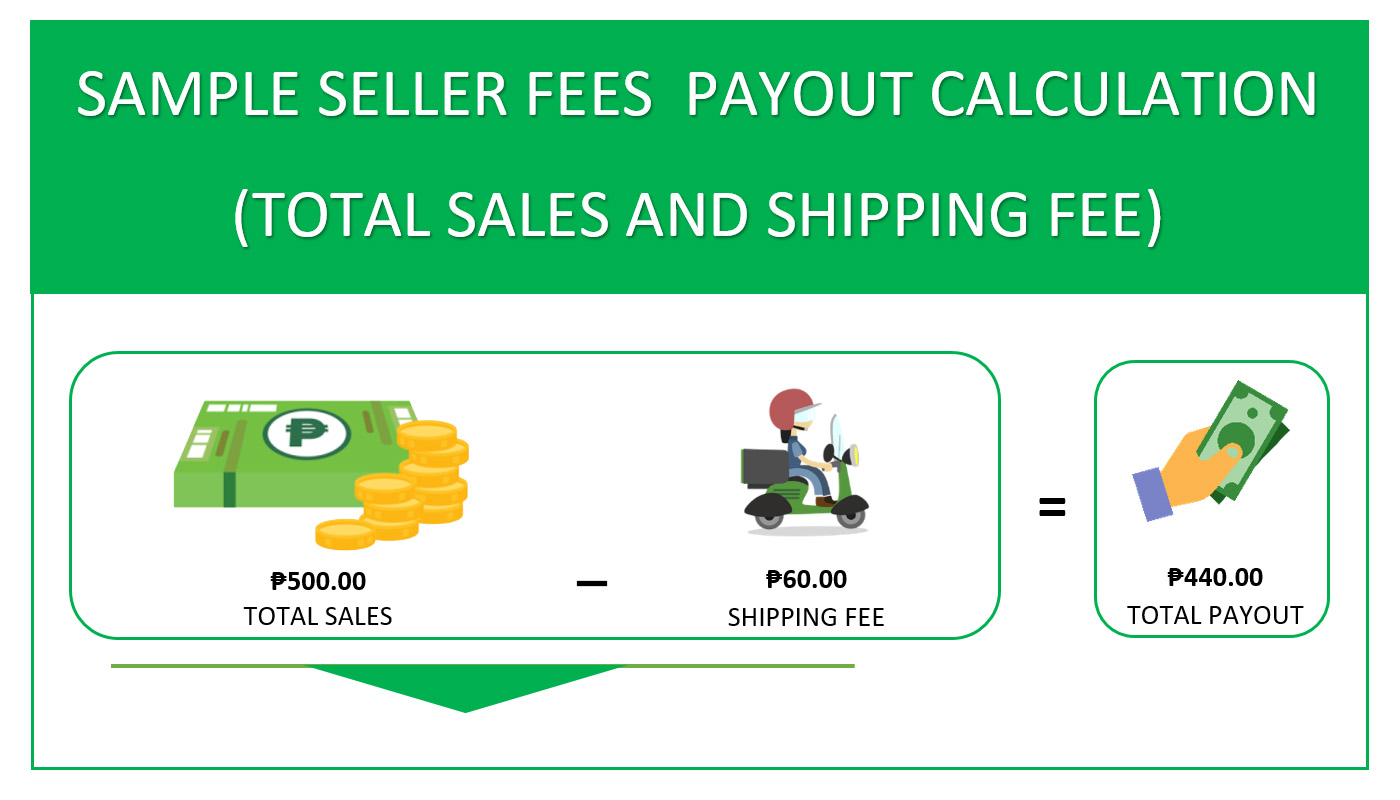 SAMPLE SELLER FEES  PAYOUT CALCULATION
(TOTAL SALES AND SHIPPING FEE)
₱
₱500.00
TOTAL SALES
–
₱60.00
SHIPPING FEE
=
₱440.00
TOTAL PAYOUT